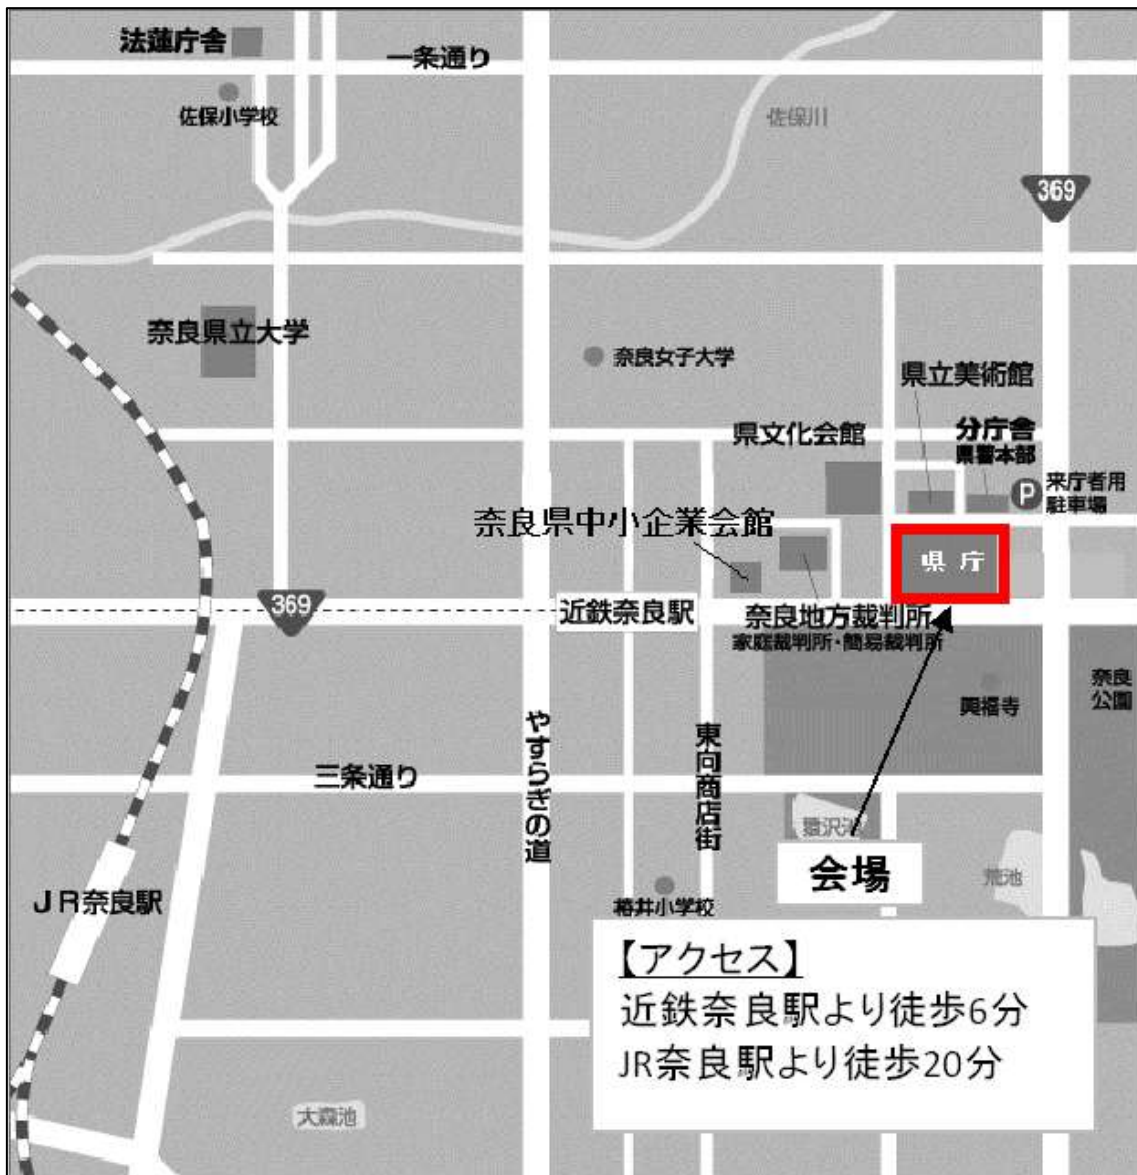 法蓮庁舎
一条通り
佐保小学校
佐保川
369
奈良県立大学
奈良女子大学
県立美術館
県文化会館
分庁舎
県警本部
P
来庁者用
駐車場
奈良県中小企業会館
県庁
369
近鉄奈良駅
奈良地方裁判所
家庭裁判所・簡易裁判所
興福寺
奈良
公園
やすらぎの道
東向商店街
三条通り
猿沢池
会場
荒池
JR奈良駅
椿井小学校
【アクセス】
近鉄奈良駅より徒歩6分
JR奈良駅より徒歩20分
大森池